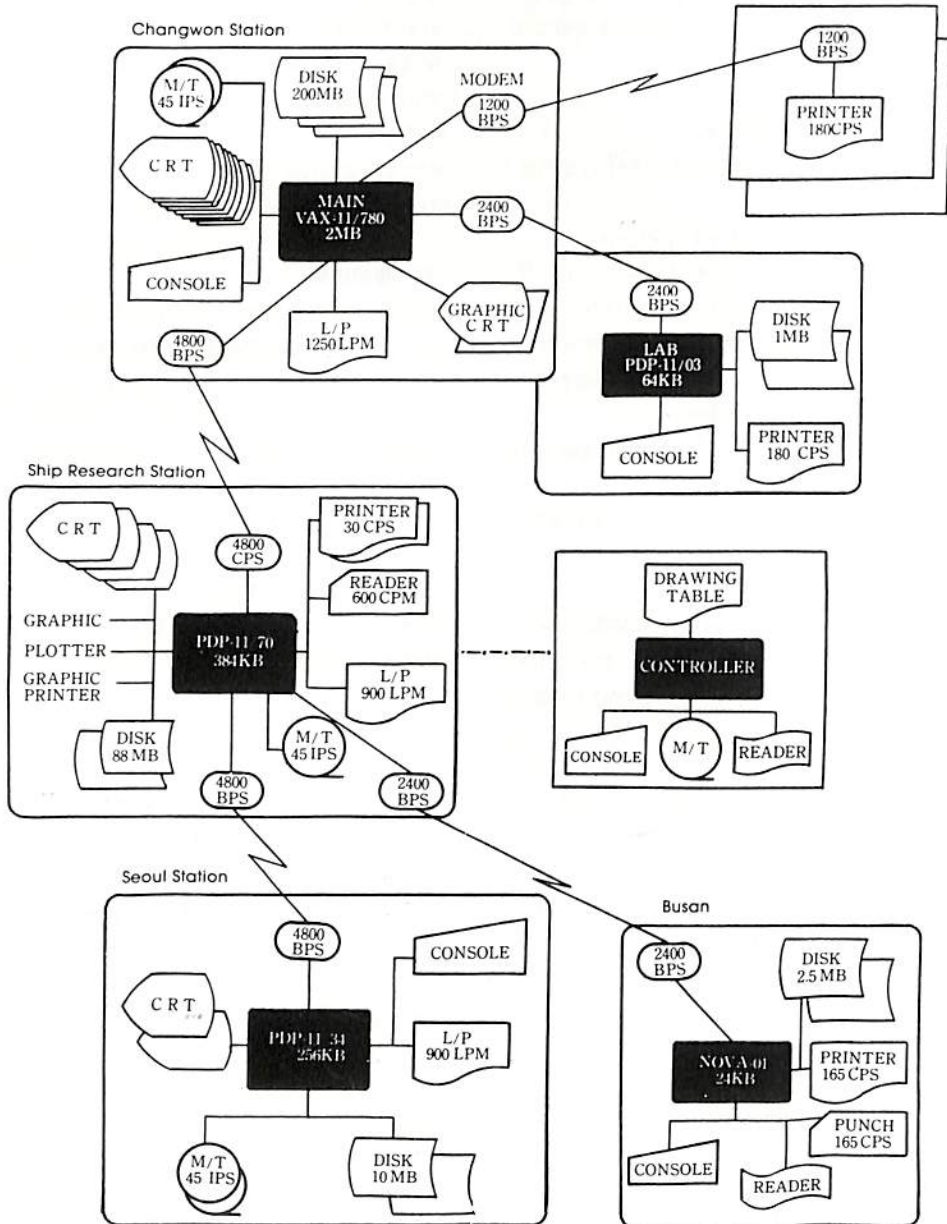 Changwon Station
M/T
45 IPS
DISK
200MB
MODEM
1200
BPS
CRT
MAIN
VAX-11/780
2MB
2400
BPS
CONSOLE
4800
BPS
L/P
1250 LPM
GRAPHIC
CRT
1200
BPS
PRINTER
180CPS
2400
BPS
LAB
PDP-11/03
64KB
DISK
1MB
CONSOLE
PRINTER
180 CPS
Ship Research Station
CRT
4800
CPS
PRINTER
30 CPS
READER
600 CPM
GRAPHIC
PLOTTER
GRAPHIC
PRINTER
PDP-11/70
384KB
L/P
900 LPM
DISK
88 MB
M/T
45 IPS
4800
BPS
2400
BPS
DRAWING
TABLE
CONTROLLER
CONSOLE
M/T
READER
Seoul Station
4800
BPS
CONSOLE
CRT
PDP-11 34
256KB
L/P
900 LPM
M/T
45 IPS
DISK
10 MB
Busan
2400
BPS
DISK
2.5 MB
NOVA-01
24KB
PRINTER
165 CPS
PUNCH
165 CPS
CONSOLE
READER